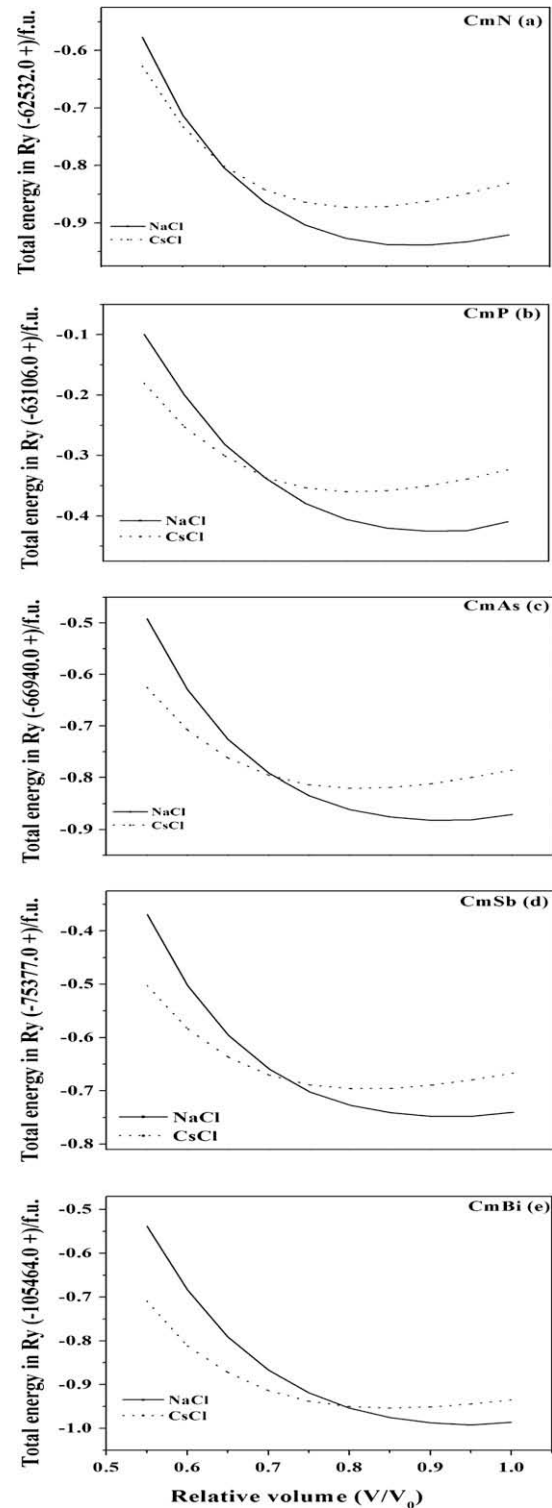 CmN (a)
Total energy in Ry (-62532.0 +)/f.u.
-0.6
-0.7
-0.8
-0.9
NaCl
CsCl
CmP (b)
Total energy in Ry (-63106.0 +)/f.u.
-0.1
-0.2
-0.3
-0.4
NaCl
CsCl
CmAs (c)
Total energy in Ry (-66940.0 +)/f.u.
-0.5
-0.6
-0.7
-0.8
-0.9
NaCl
CsCl
CmSb (d)
Total energy in Ry (-75377.0 +)/f.u.
-0.4
-0.5
-0.6
-0.7
-0.8
NaCl
CsCl
CmBi (e)
Total energy in Ry (-105464.0 +)/f.u.
-0.5
-0.6
-0.7
-0.8
-0.9
-1.0
NaCl
CsCl
0.5 0.6 0.7 0.8 0.9 1.0
Relative volume (V/V₀)